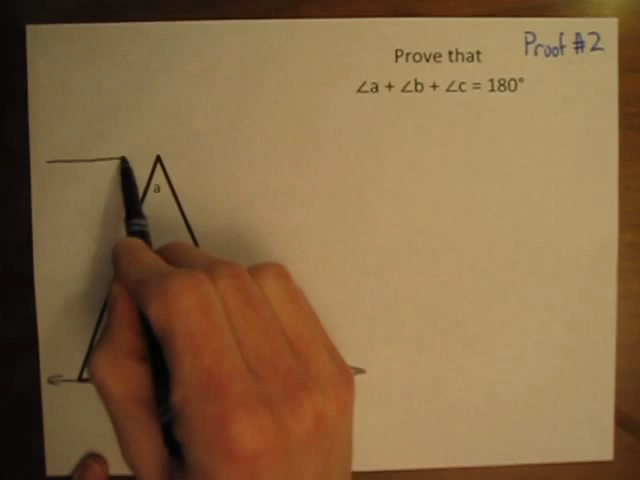 Proof #2
Prove that
∠a + ∠b + ∠c = 180°
a